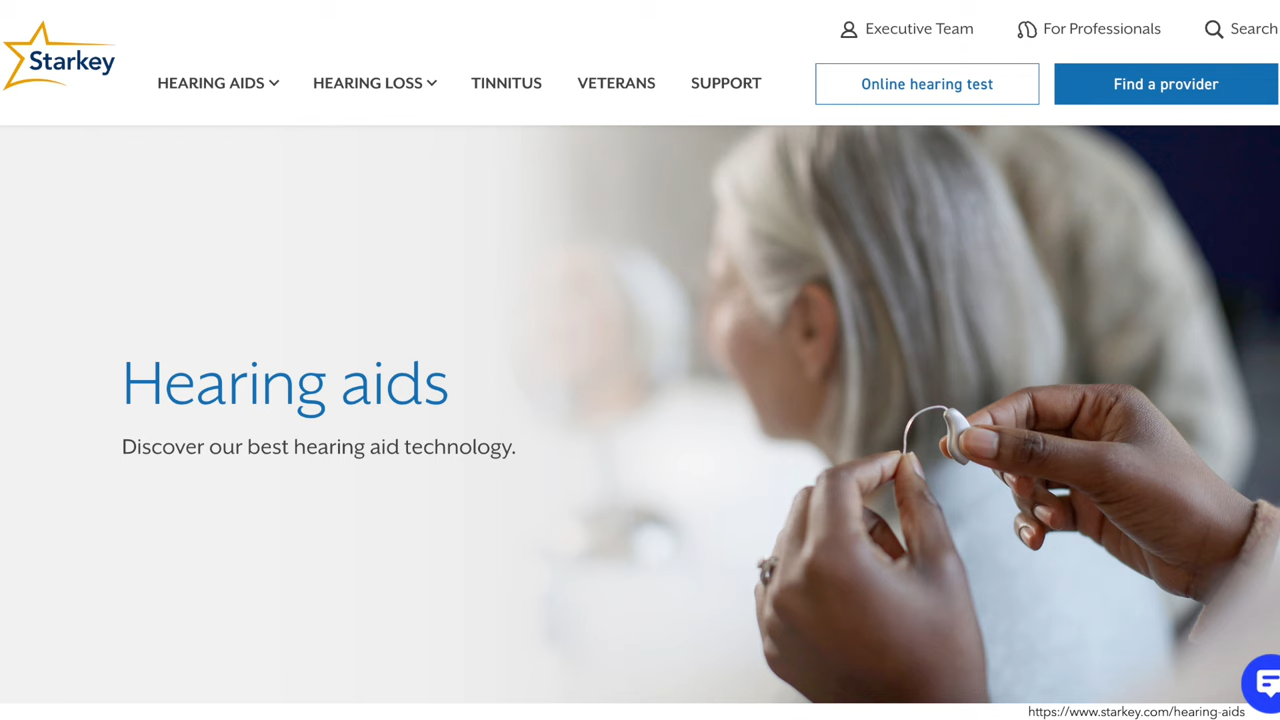 Executive Team
For Professionals
Search
Starkey
HEARING AIDS
HEARING LOSS
TINNITUS
VETERANS
SUPPORT
Online hearing test
Find a provider
Hearing aids
Discover our best hearing aid technology.
https://www.starkey.com/hearing-aids